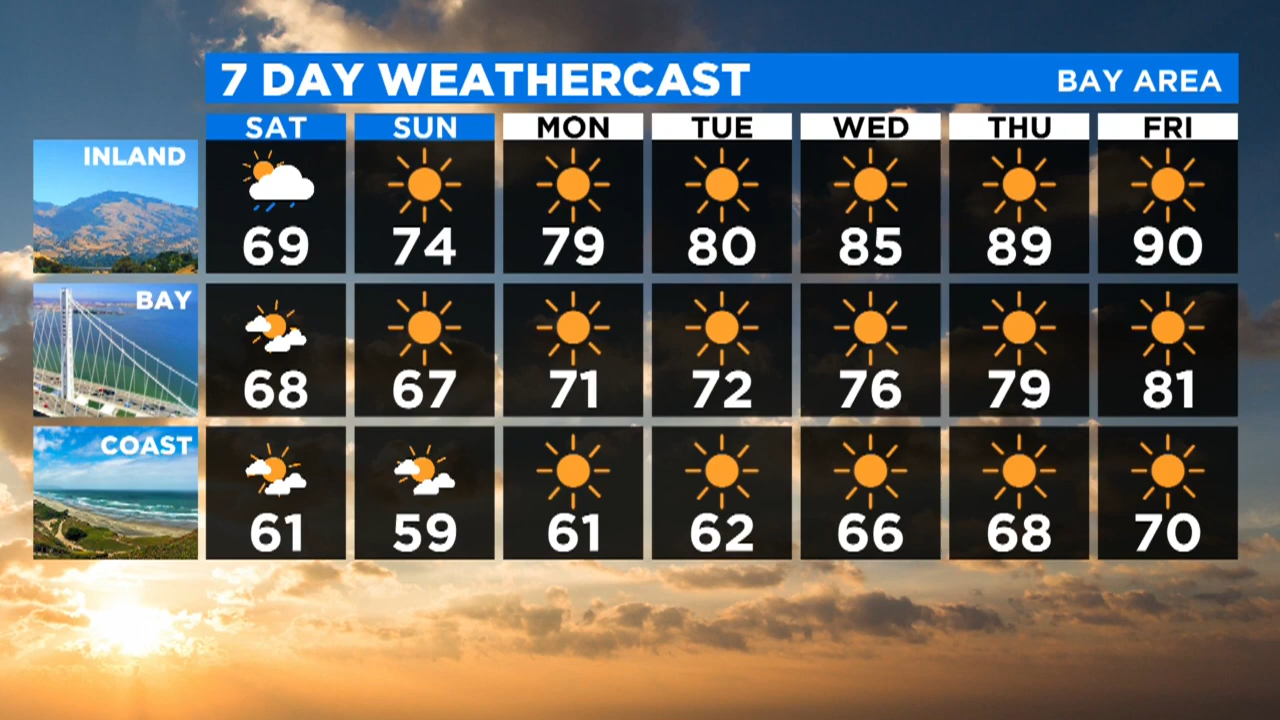 7 DAY WEATHERCAST BAY AREA
SAT SUN MON TUE WED THU FRI
INLAND
69 74 79 80 85 89 90
BAY
68 67 71 72 76 79 81
COAST
61 59 61 62 66 68 70